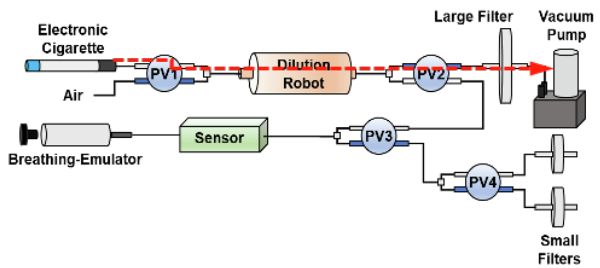 Electronic
Cigarette
Large Filter
Vacuum
Pump
PV1
Dilution
Robot
PV2
Air
Sensor
PV3
Breathing-Emulator
PV4
Small
Filters